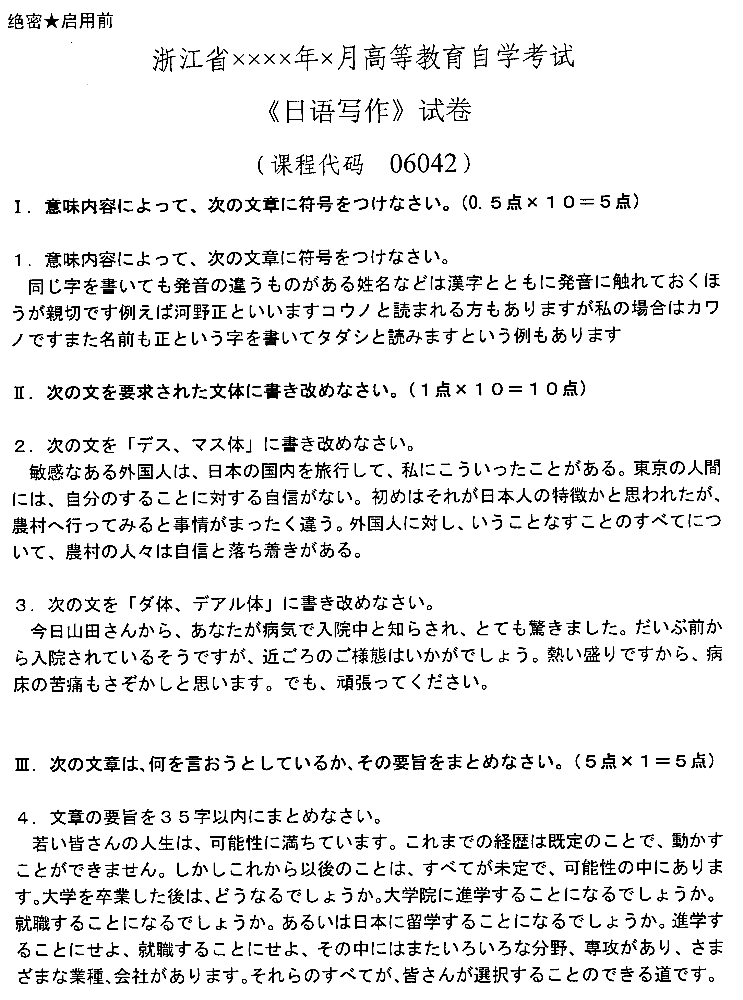 绝密★启用前
浙江省××××年×月高等教育自学考试
《日语写作》试卷
（课程代码　06042）
Ⅰ．意味内容によって、次の文章に符号をつけなさい。（0.５点×１０＝５点）
１．意味内容によって、次の文章に符号をつけなさい。
同じ字を書いても発音の違うものがある姓名などは漢字とともに発音に触れておくほ
うが親切です例えば河野正といいますコウノと読まれる方もありますが私の場合はカワ
ノですまた名前も正という字を書いてタダシと読みますという例もあります
Ⅱ．次の文を要求された文体に書き改めなさい。（１点×１０＝１０点）
２．次の文を「デス、マス体」に書き改めなさい。
敏感なある外国人は、日本の国内を旅行して、私にこういったことがある。東京の人間
には、自分のすることに対する自信がない。初めはそれが日本人の特徴かと思われたが、
農村へ行ってみると事情がまったく違う。外国人に対し、いうことなすことのすべてにつ
いて、農村の人々は自信と落ち着きがある。
３．次の文を「ダ体、デアル体」に書き改めなさい。
今日山田さんから、あなたが病気で入院中と知らされ、とても驚きました。だいぶ前か
ら入院されているそうですが、近ごろのご様態はいかがでしょう。熱い盛りですから、病
床の苦痛もさぞかしと思います。でも、頑張ってください。
Ⅲ．次の文章は、何を言おうとしているか、その要旨をまとめなさい。（５点×１＝５点）
４．文章の要旨を３５字以内にまとめなさい。
若い皆さんの人生は、可能性に満ちています。これまでの経歴は既定のことで、動かす
ことができません。しかしこれから以後のことは、すべてが未定で、可能性の中にありま
す。大学を卒業した後は、どうなるでしょうか。大学院に進学することになるでしょうか。
就職することになるでしょうか。あるいは日本に留学することになるでしょうか。進学す
ることにせよ、就職することにせよ、その中にはまたいろいろな分野、専攻があり、さま
ざまな業種、会社があります。それらのすべてが、皆さんが選択することのできる道です。